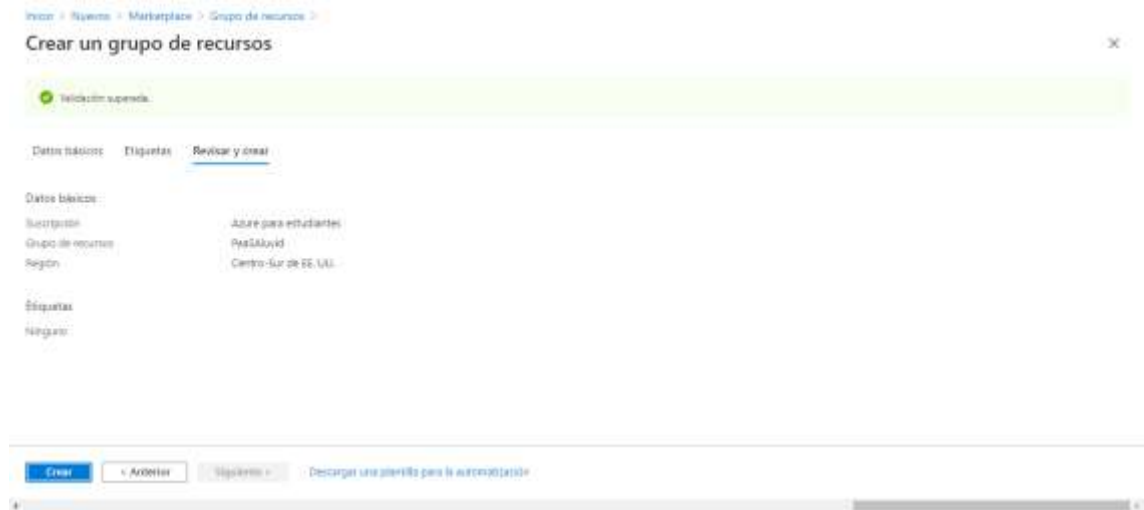 Inicio > Nuevo > Marketplace > Grupo de recursos >
Crear un grupo de recursos
Validación superada.
Datos básicos Etiquetas Revisar y crear
Datos básicos
Suscripción Azure para estudiantes
Grupo de recursos
Región Centro-Sur de EE. UU.
Etiquetas
Ninguno
Crear < Anterior Siguiente > Descargar una plantilla para la automatización